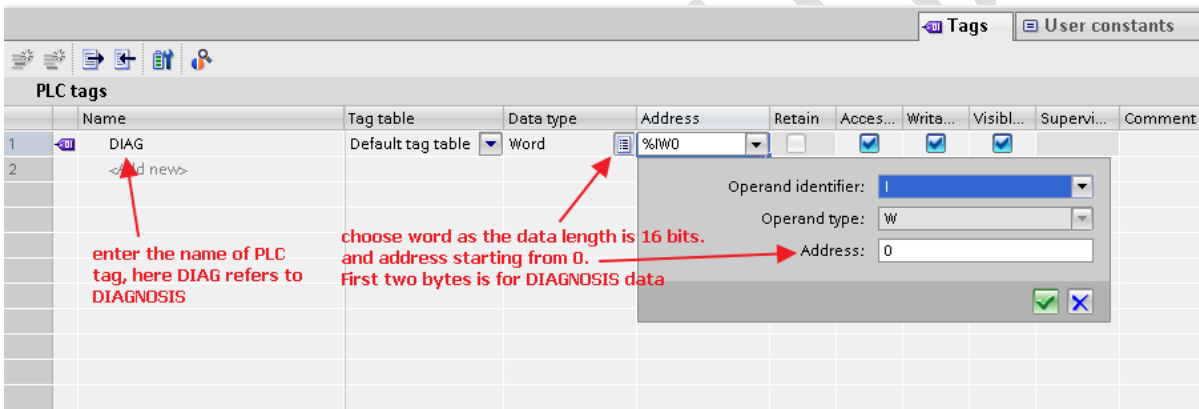 Tags
User constants
PLC tags
Name Tag table Data type Address Retain Acces... Writa... Visibl... Supervi... Comment
1 DIAG Default tag table Word %IW0
2 <Add new>
Operand identifier: I
Operand type: W
Address: 0
enter the name of PLC
tag, here DIAG refers to
DIAGNOSIS
choose word as the data length is 16 bits.
and address starting from 0.
First two bytes is for DIAGNOSIS data